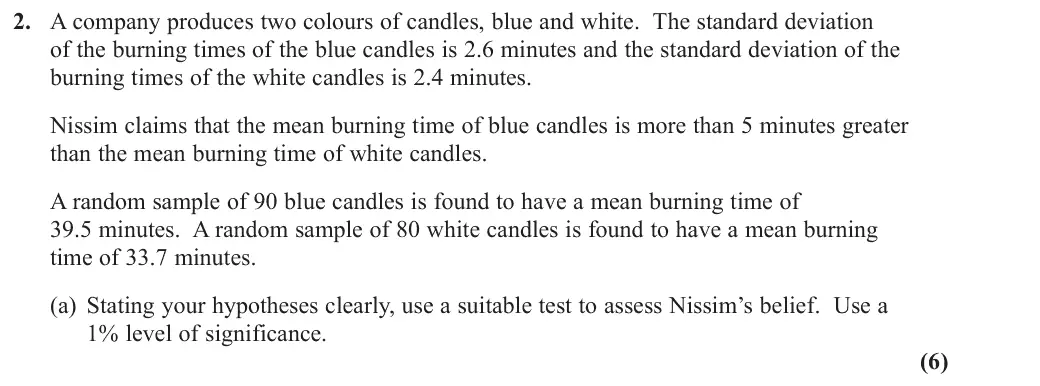 2. A company produces two colours of candles, blue and white. The standard deviation
of the burning times of the blue candles is 2.6 minutes and the standard deviation of the
burning times of the white candles is 2.4 minutes.
Nissim claims that the mean burning time of blue candles is more than 5 minutes greater
than the mean burning time of white candles.
A random sample of 90 blue candles is found to have a mean burning time of
39.5 minutes. A random sample of 80 white candles is found to have a mean burning
time of 33.7 minutes.
(a) Stating your hypotheses clearly, use a suitable test to assess Nissim's belief. Use a
1% level of significance.
(6)